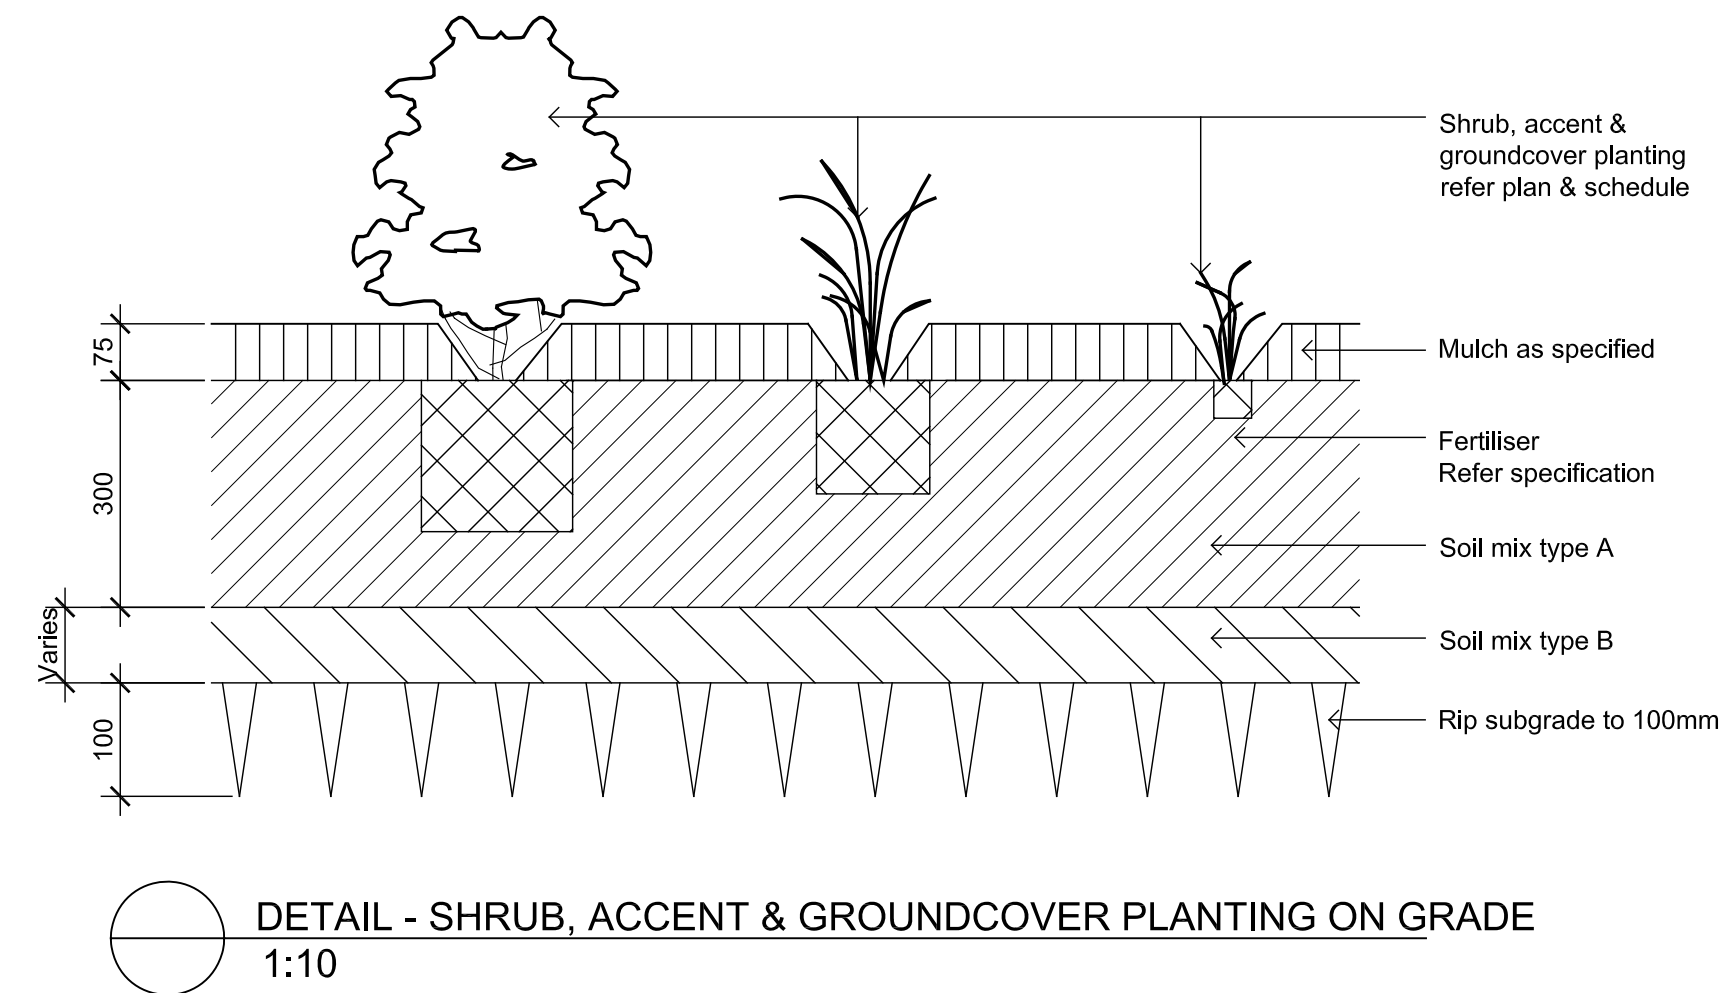 Shrub, accent &
groundcover planting
refer plan & schedule
75
Mulch as specified
300
Fertiliser
Refer specification
Soil mix type A
Varies
Soil mix type B
100
Rip subgrade to 100mm
DETAIL - SHRUB, ACCENT & GROUNDCOVER PLANTING ON GRADE
1:10